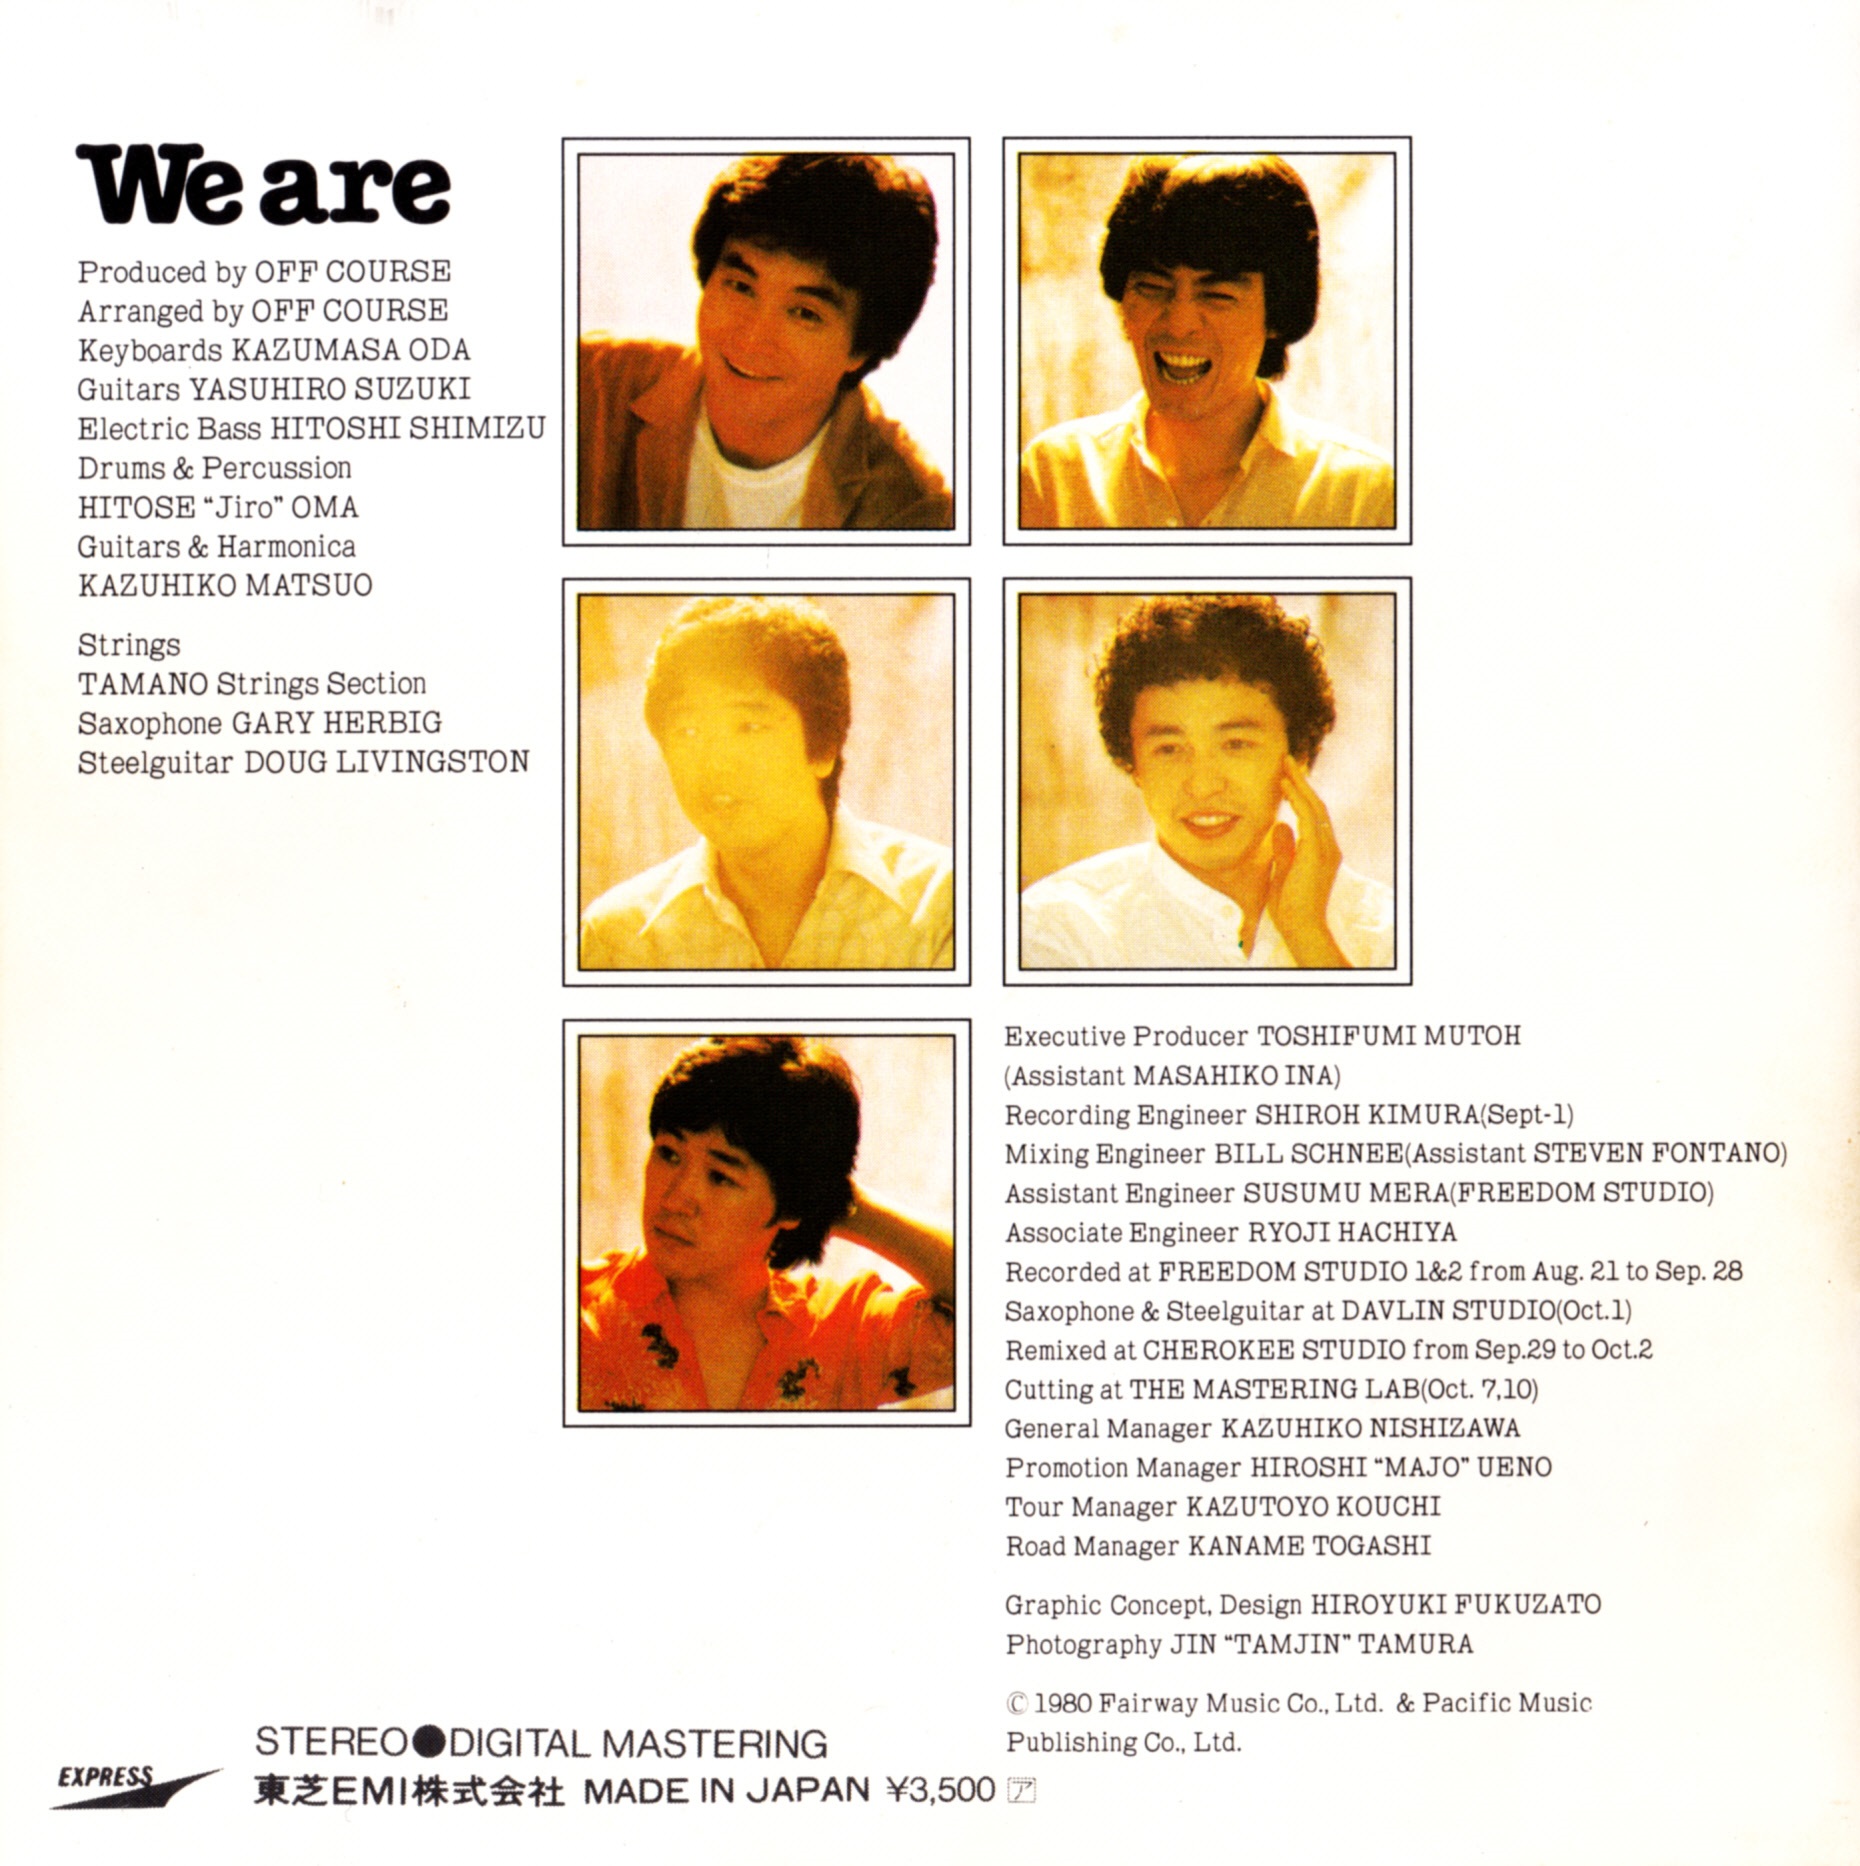 We are
Produced by OFF COURSE
Arranged by OFF COURSE
Keyboards KAZUMASA ODA
Guitars YASUHIRO SUZUKI
Electric Bass HITOSHI SHIMIZU
Drums & Percussion
HITOSE “Jiro” OMA
Guitars & Harmonica
KAZUHIKO MATSUO
Strings
TAMANO Strings Section
Saxophone GARY HERBIG
Steelguitar DOUG LIVINGSTON
Executive Producer TOSHIFUMI MUTOH
(Assistant MASAHIKO INA)
Recording Engineer SHIROH KIMURA(Sept-1)
Mixing Engineer BILL SCHNEE(Assistant STEVEN FONTANO)
Assistant Engineer SUSUMU MERA(FREEDOM STUDIO)
Associate Engineer RYOJI HACHIYA
Recorded at FREEDOM STUDIO 1&2 from Aug. 21 to Sep. 28
Saxophone & Steelguitar at DAVLIN STUDIO(Oct.1)
Remixed at CHEROKEE STUDIO from Sep.29 to Oct.2
Cutting at THE MASTERING LAB(Oct. 7,10)
General Manager KAZUHIKO NISHIZAWA
Promotion Manager HIROSHI “MAJO” UENO
Tour Manager KAZUTOYO KOUCHI
Road Manager KANAME TOGASHI
Graphic Concept, Design HIROYUKI FUKUZATO
Photography JIN “TAMJIN” TAMURA
© 1980 Fairway Music Co., Ltd. & Pacific Music
Publishing Co., Ltd.
EXPRESS
STEREO●DIGITAL MASTERING
東芝EMI株式会社 MADE IN JAPAN ¥3,500 ア